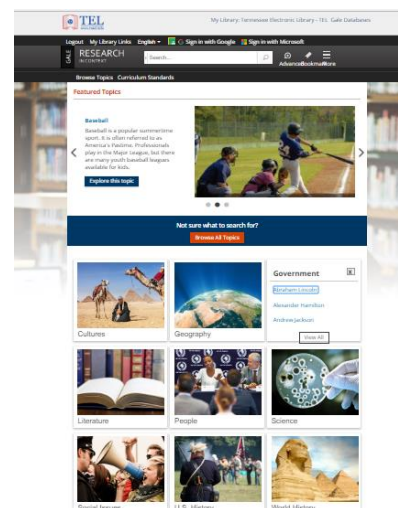 TEL
My Library: Tennessee Electronic Library - TEL Gale Databases
Logout My Library Links English Sign in with Google Sign in with Microsoft
GALE RESEARCH IN CONTEXT Search... Advanced Bookmarks More
Browse Topics Curriculum Standards
Featured Topics
Baseball
Baseball is a popular summertime
sport. It is often referred to as
America's Pastime. Professionals
play in the Major League, but there
are many youth baseball leagues
available for kids.
Explore this topic
Not sure what to search for?
Browse All Topics
Government
Abraham Lincoln
Alexander Hamilton
Andrew Jackson
View All
Cultures
Geography
Literature
People
Science
Social Issues
U.S. History
World History